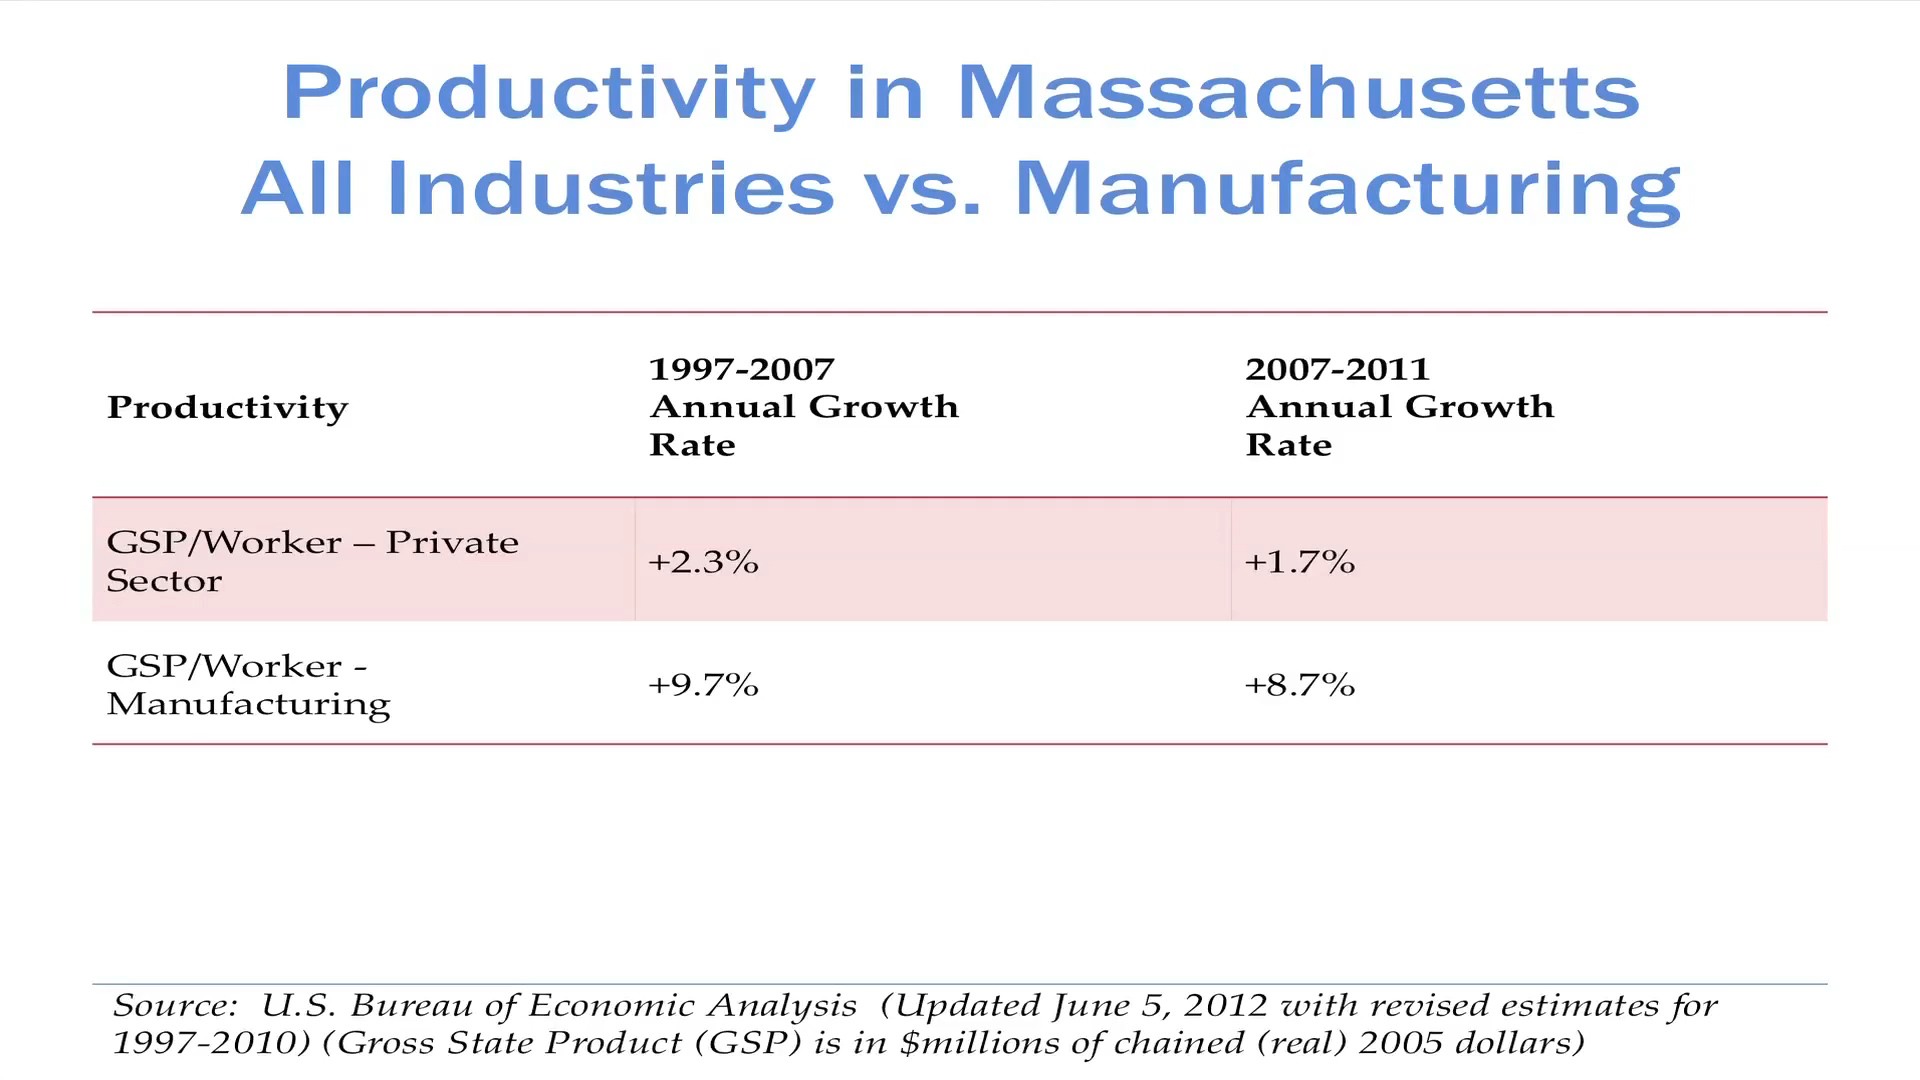 Productivity in Massachusetts
All Industries vs. Manufacturing
Productivity
1997-2007
Annual Growth
Rate
2007-2011
Annual Growth
Rate
GSP/Worker – Private
Sector
+2.3%
+1.7%
GSP/Worker -
Manufacturing
+9.7%
+8.7%
Source:  U.S. Bureau of Economic Analysis  (Updated June 5, 2012 with revised estimates for
1997-2010) (Gross State Product (GSP) is in $millions of chained (real) 2005 dollars)